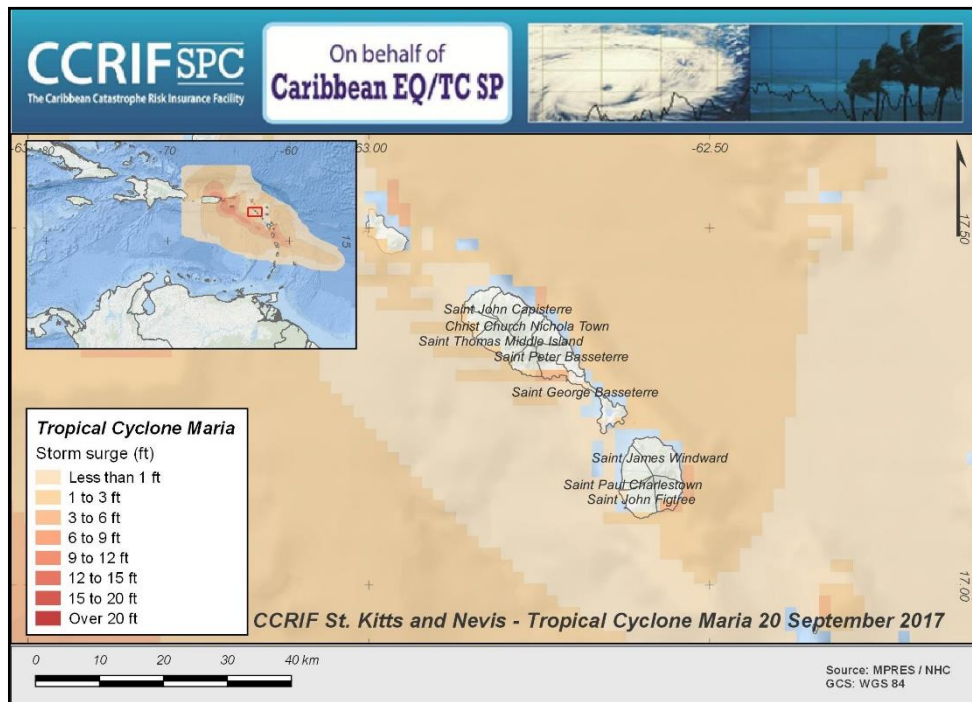 CCRIF SPC
The Caribbean Catastrophe Risk Insurance Facility
On behalf of
Caribbean EQ/TC SP
-63.00
-62.50
-80
-70
-60
15
17.50
Saint John Capisterre
Christ Church Nichola Town
Saint Thomas Middle Island
Saint Peter Basseterre
Saint George Basseterre
Saint James Windward
Saint Paul Charlestown
Saint John Figtree
17.00
Tropical Cyclone Maria
Storm surge (ft)
Less than 1 ft
1 to 3 ft
3 to 6 ft
6 to 9 ft
9 to 12 ft
12 to 15 ft
15 to 20 ft
Over 20 ft
CCRIF St. Kitts and Nevis - Tropical Cyclone Maria 20 September 2017
0 10 20 30 40 km
Source: MPRES / NHC
GCS: WGS 84